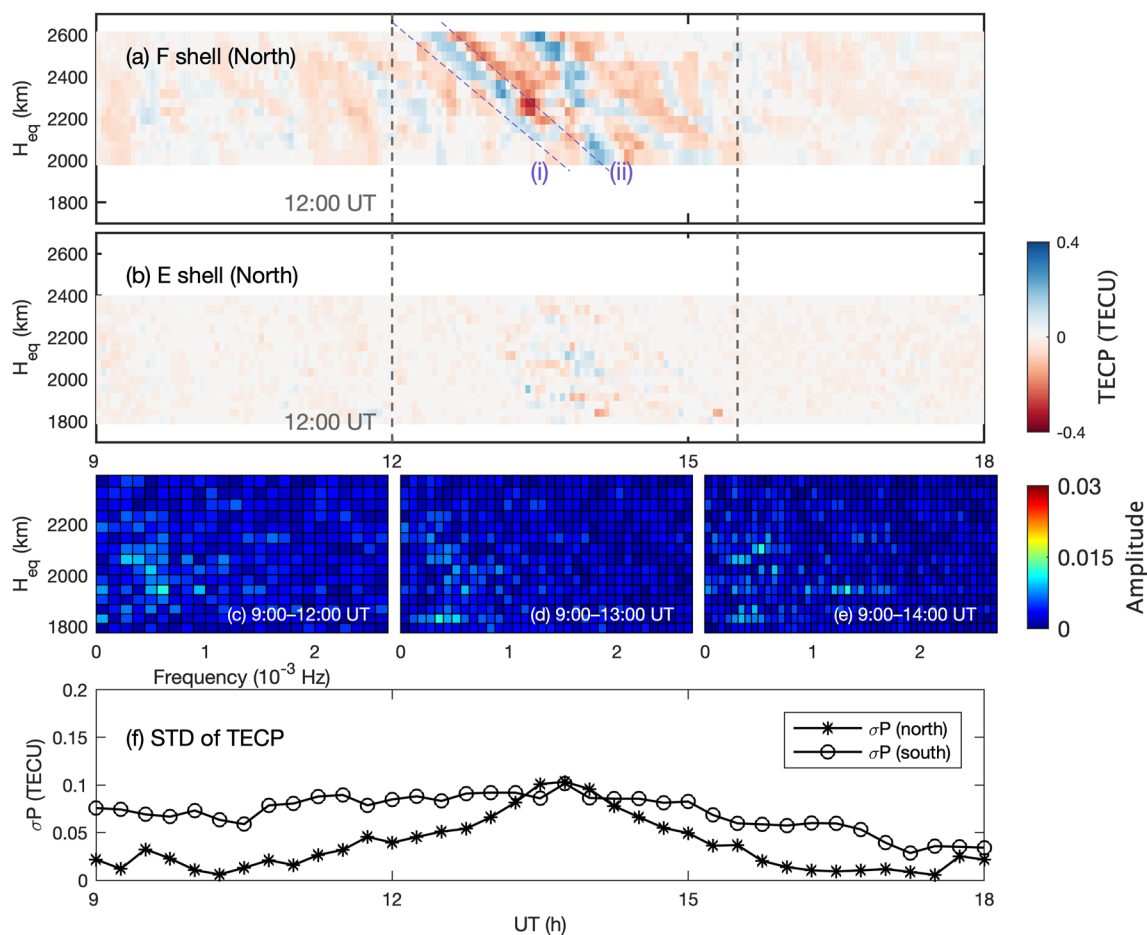 2600
2400
2200
2000
1800
H_eq (km)
(a) F shell (North)
(i)
(ii)
12:00 UT
2600
2400
2200
2000
1800
H_eq (km)
(b) E shell (North)
12:00 UT
9
12
15
18
0.4
0
-0.4
TECP (TECU)
2200
2000
1800
H_eq (km)
(c) 9:00–12:00 UT
(d) 9:00–13:00 UT
(e) 9:00–14:00 UT
0
1
2
0
1
2
0
1
2
Frequency (10^-3 Hz)
0.03
0.015
0
Amplitude
0.2
0.15
0.1
0.05
0
σP (TECU)
(f) STD of TECP
σP (north)
σP (south)
9
12
15
18
UT (h)